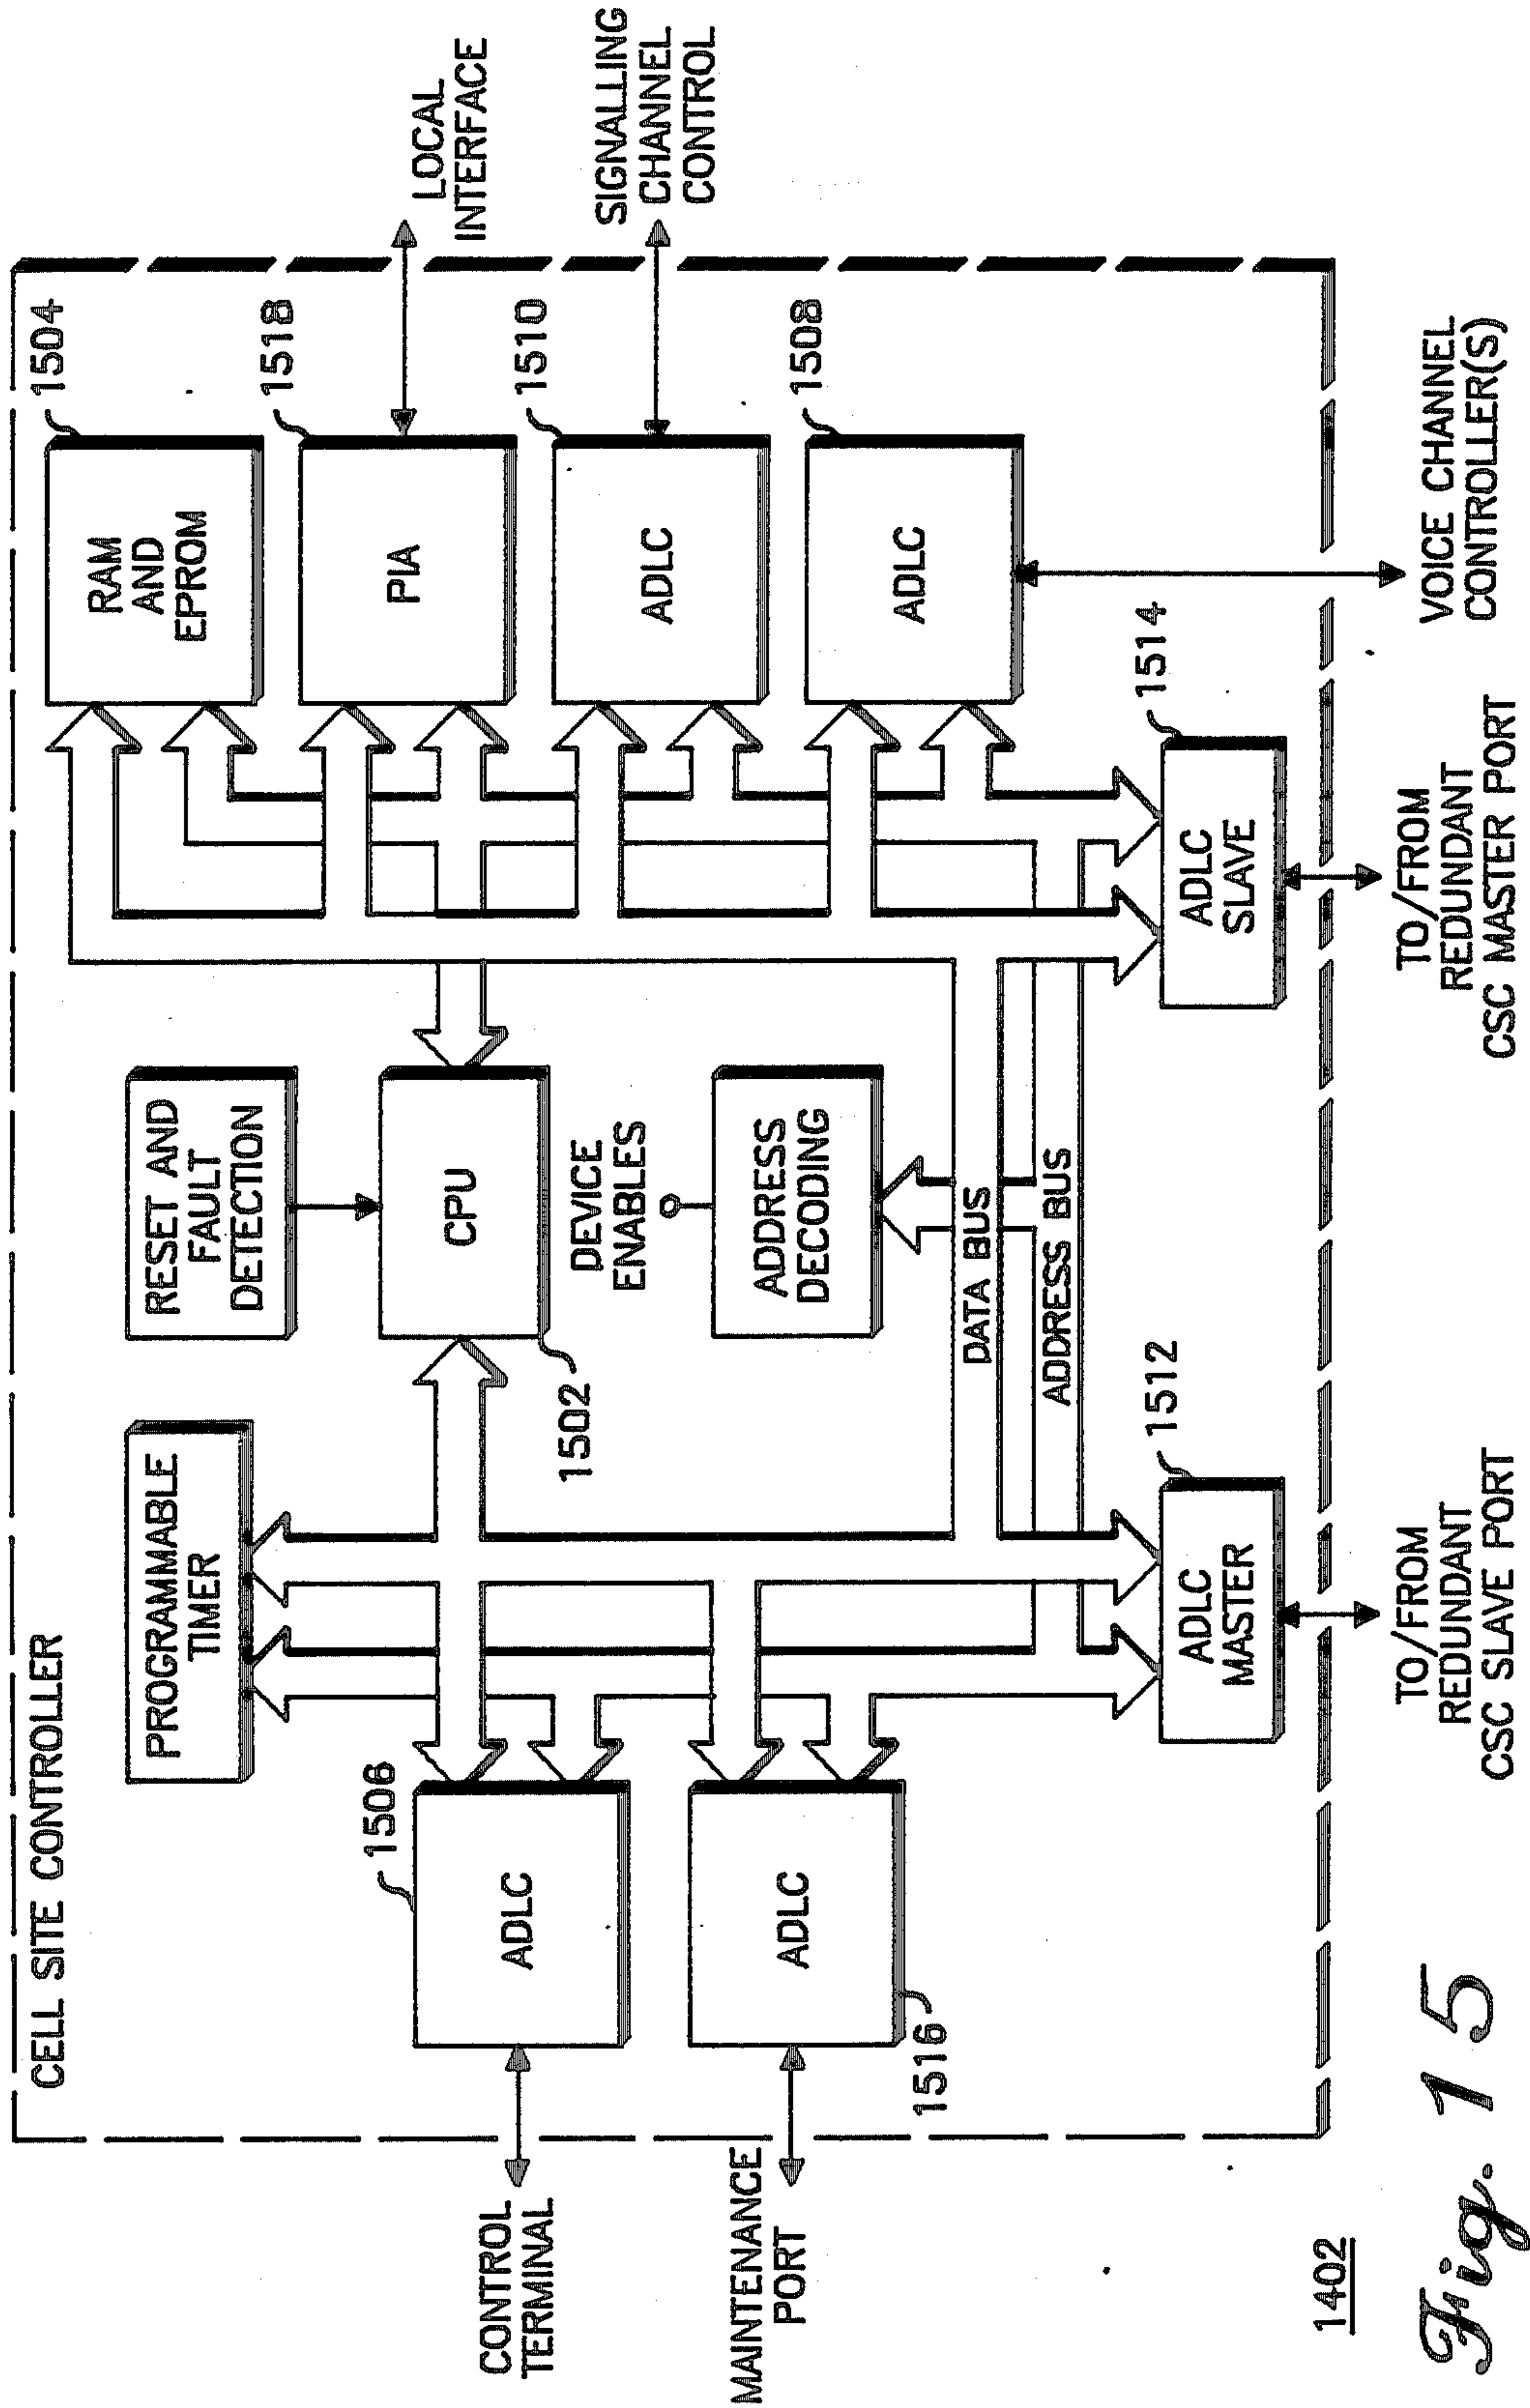 CELL SITE CONTROLLER
PROGRAMMABLE
TIMER
RESET AND
FAULT
DETECTION
RAM
AND
EPROM
1504
CONTROL
TERMINAL
1506
ADLC
CPU
1502
PIA
1518
LOCAL
INTERFACE
DEVICE
ENABLES
ADLC
1510
SIGNALLING
CHANNEL
CONTROL
MAINTENANCE
PORT
ADLC
1516
ADDRESS
DECODING
ADLC
1508
DATA BUS
ADDRESS BUS
1512
ADLC
MASTER
1514
ADLC
SLAVE
TO/FROM
REDUNDANT
CSC SLAVE PORT
TO/FROM
REDUNDANT
CSC MASTER PORT
VOICE CHANNEL
CONTROLLER(S)
1402
Fig. 15